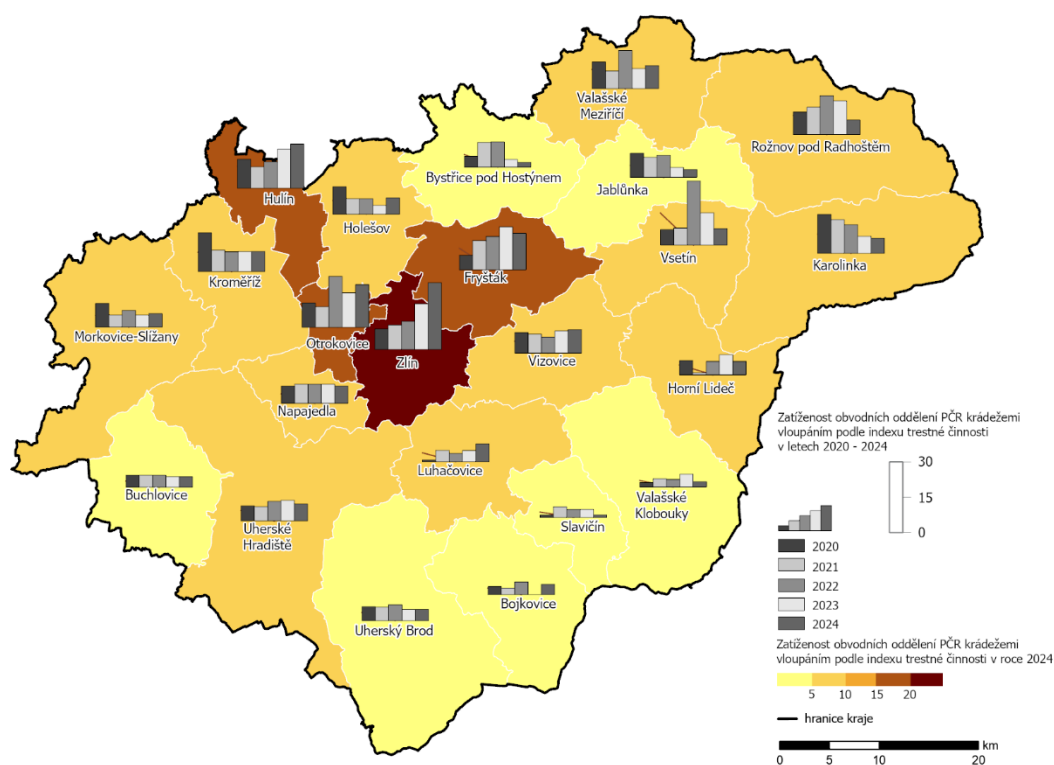 Valašské
Meziříčí
Rožnov pod Radhoštěm
Bystřice pod Hostýnem
Jablůnka
Hulín
Holešov
Vsetín
Karolinka
Fryšták
Kroměříž
Morkovice-Slížany
Otrokovice
Zlín
Vizovice
Horní Lideč
Napajedla
Luhačovice
Buchlovice
Uherské
Hradiště
Slavičín
Valašské
Klobouky
Bojkovice
Uherský Brod
Zatíženost obvodních oddělení PČR krádežemi
vloupáním podle indexu trestné činnosti
v letech 2020 - 2024
30
15
0
2020
2021
2022
2023
2024
Zatíženost obvodních oddělení PČR krádežemi
vloupáním podle indexu trestné činnosti v roce 2024
5 10 15 20
hranice kraje
km
0 5 10 20